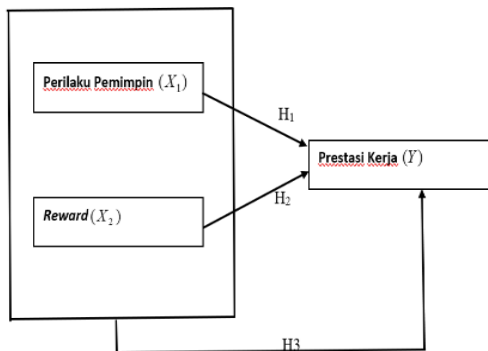 Perilaku Pemimpin (X₁)
H₁
Prestasi Kerja (Y)
H₂
Reward (X₂)
H3